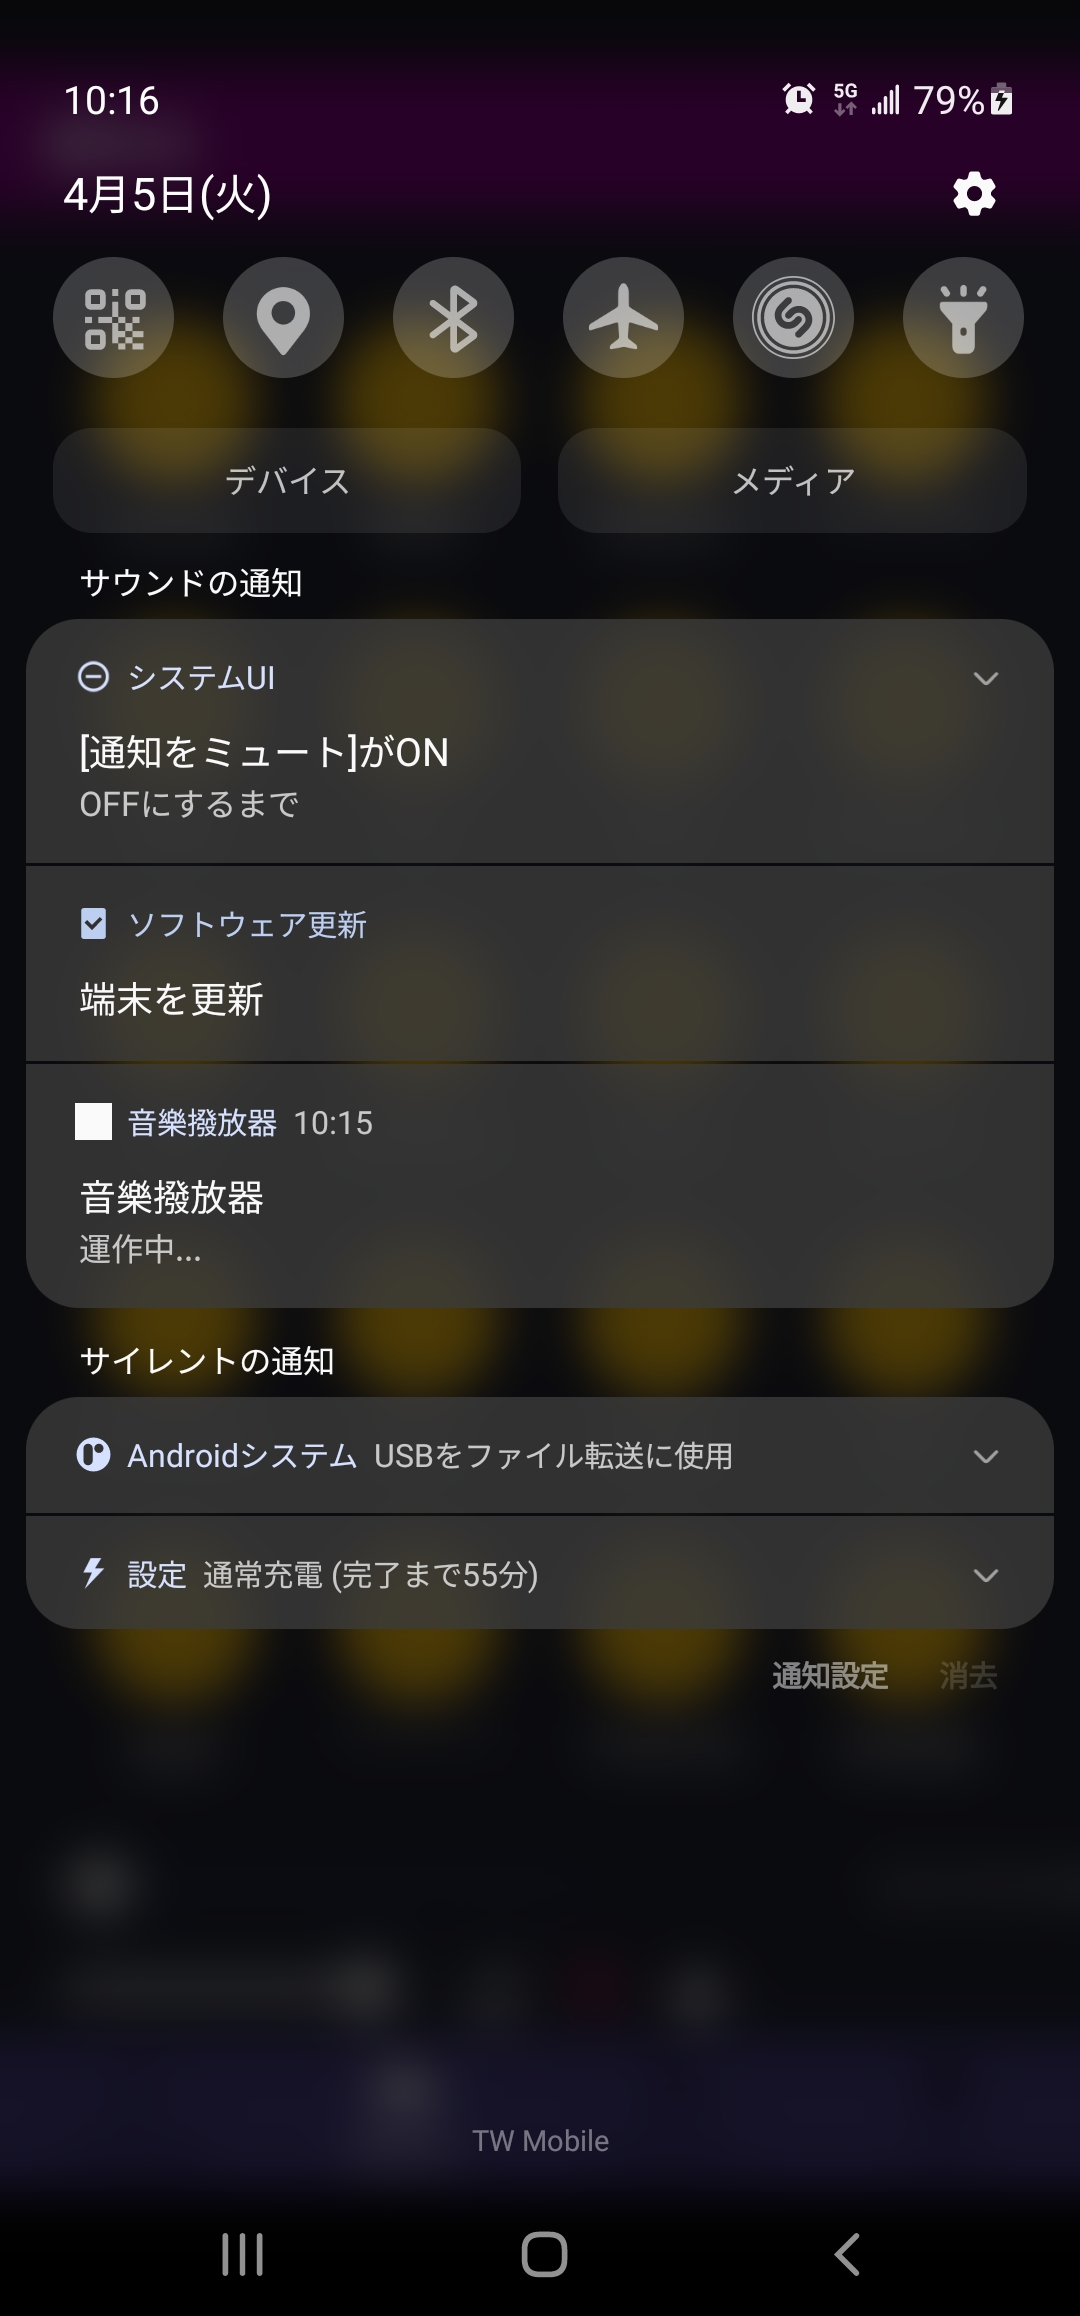 10:16
5G
79%
4月5日(火)
デバイス
メディア
サウンドの通知
システムUI
[通知をミュート]がON
OFFにするまで
ソフトウェア更新
端末を更新
音樂撥放器 10:15
音樂撥放器
運作中...
サイレントの通知
Androidシステム USBをファイル転送に使用
設定 通常充電 (完了まで55分)
通知設定 消去
TW Mobile